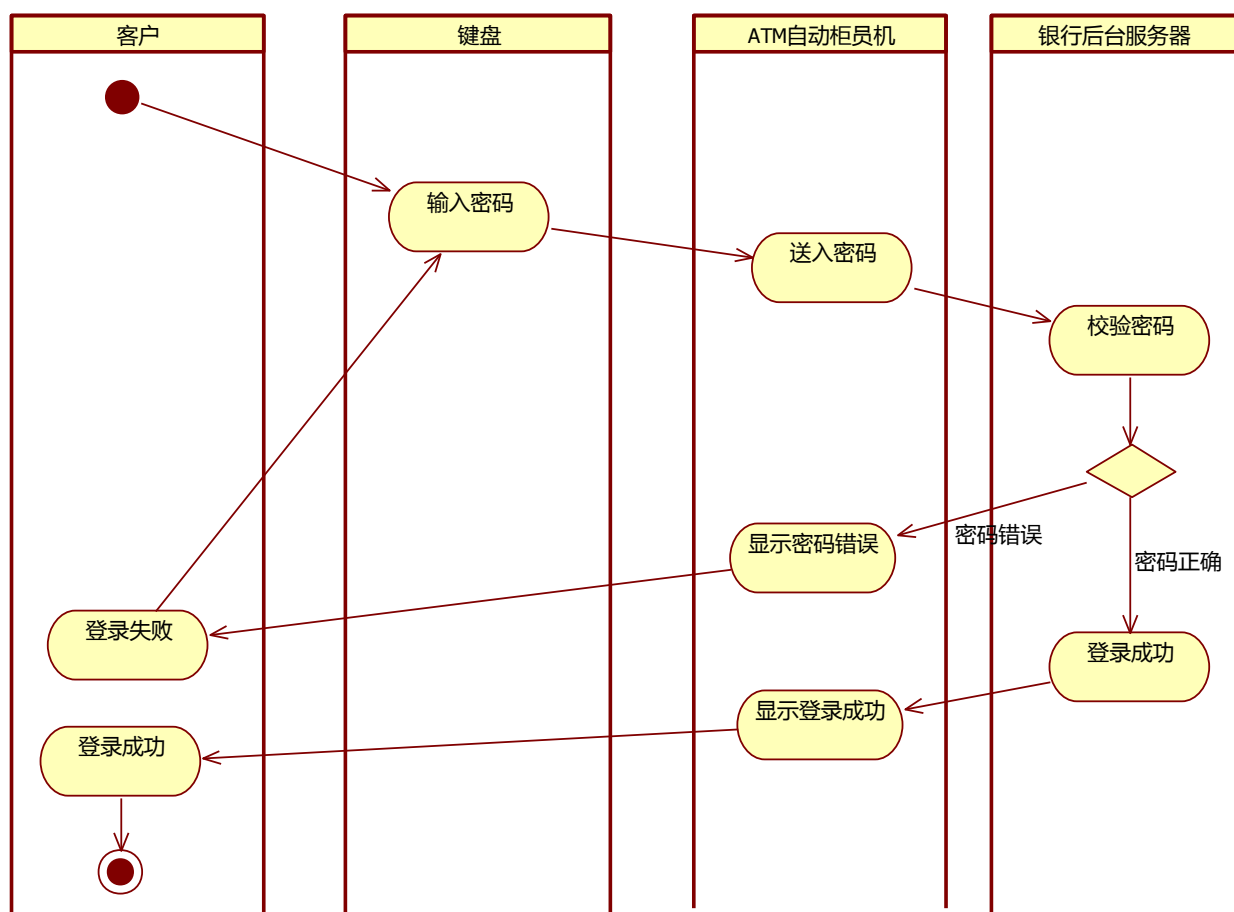 客户
键盘
ATM自动柜员机
银行后台服务器
输入密码
送入密码
校验密码
密码错误
显示密码错误
密码正确
登录失败
登录成功
显示登录成功
登录成功